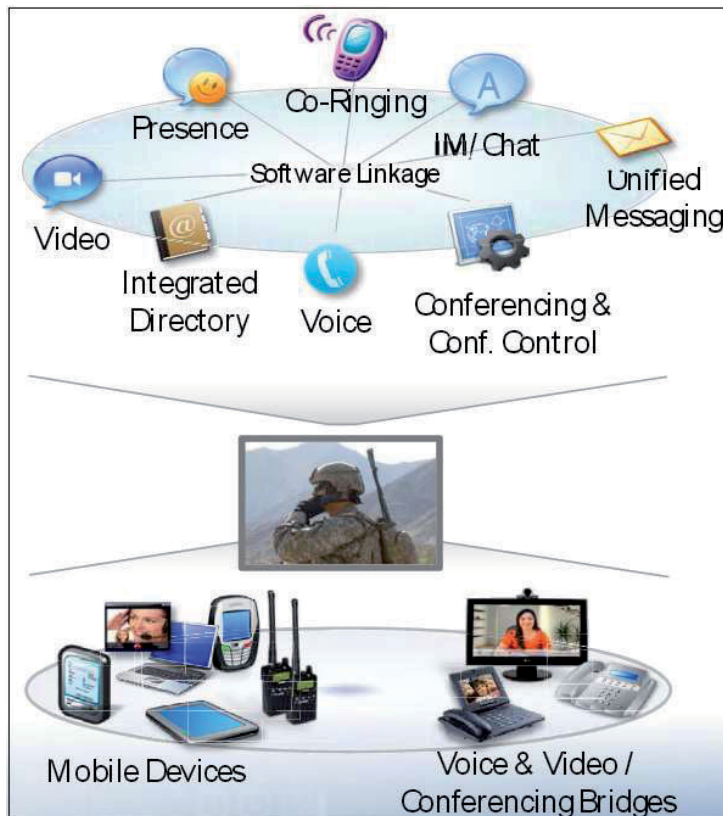 Co-Ringing
Presence
A
IM/ Chat
Software Linkage
Unified
Messaging
Video
@
Integrated
Directory
Voice
Conferencing &
Conf. Control
Mobile Devices
Voice & Video /
Conferencing Bridges